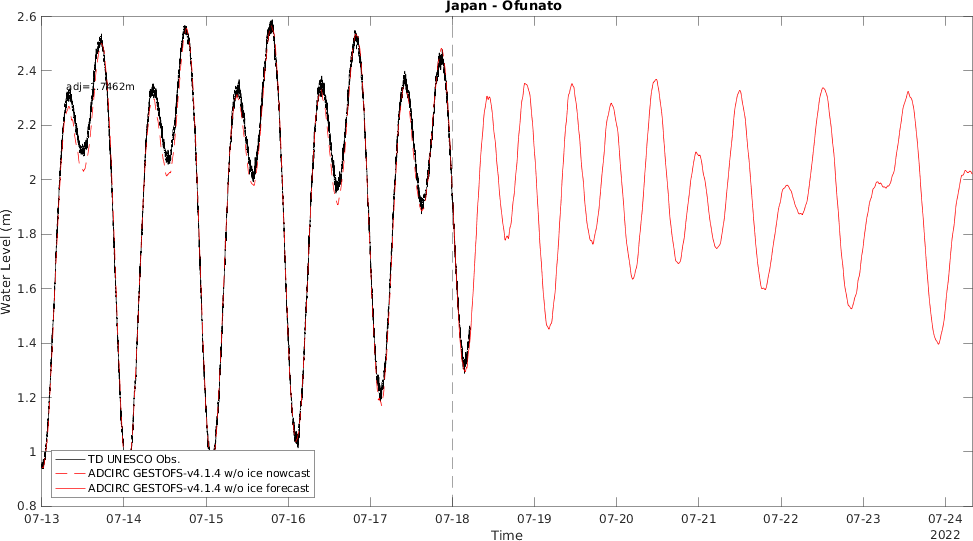 Japan - Ofunato
2.6
2.4
2.2
2
1.8
1.6
1.4
1.2
1
0.8
Water Level (m)
adj=1.7462m
TD UNESCO Obs.
ADCIRC GESTOFS-v4.1.4 w/o ice nowcast
ADCIRC GESTOFS-v4.1.4 w/o ice forecast
07-13 07-14 07-15 07-16 07-17 07-18 07-19 07-20 07-21 07-22 07-23 07-24
Time
2022